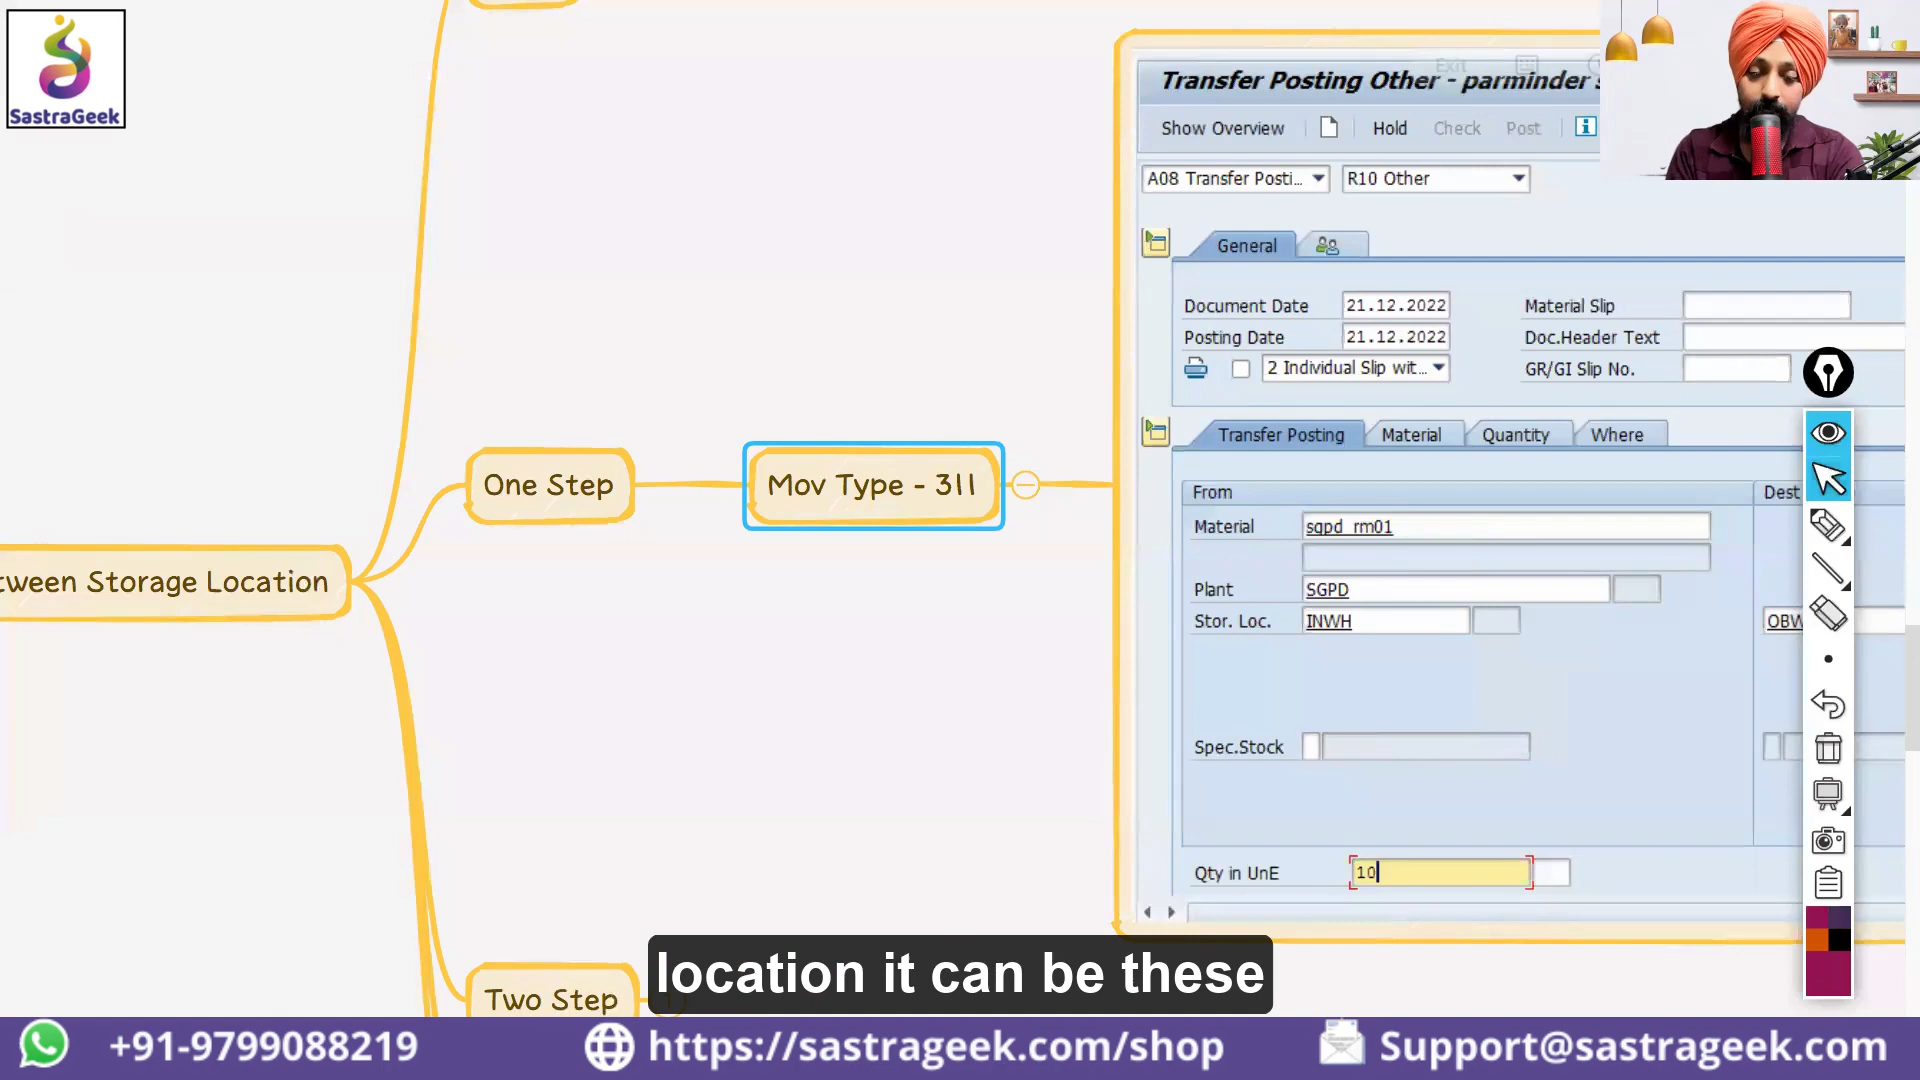 SastraGeek
Exit
Transfer Posting Other - parminder
Show Overview Hold Check Post
A08 Transfer Posti... R10 Other
General
Document Date 21.12.2022 Material Slip
Posting Date 21.12.2022 Doc.Header Text
2 Individual Slip wit... GR/GI Slip No.
Transfer Posting Material Quantity Where
One Step
Mov Type - 311
From Dest
Material sgpd_rm01
Between Storage Location
Plant SGPD
Stor. Loc. INWH OBW
Spec.Stock
Qty in UnE 10
Two Step
location it can be these
+91-9799088219
https://sastrageek.com/shop
Support@sastrageek.com